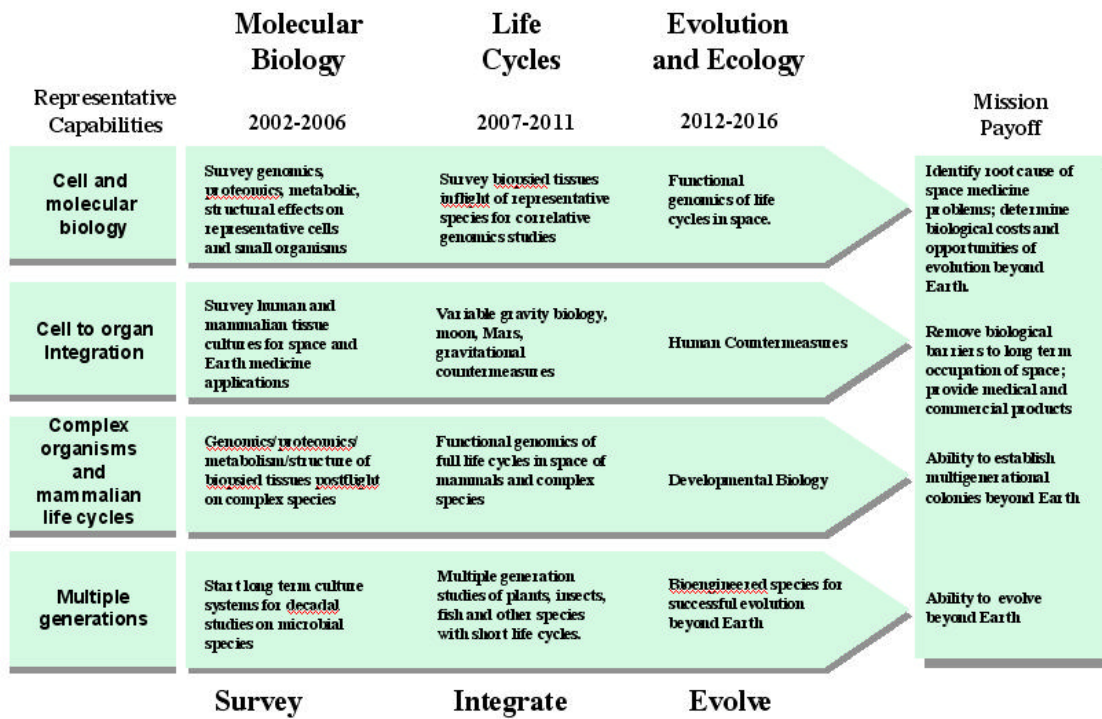 Molecular
Biology
Life
Cycles
Evolution
and Ecology
Representative
Capabilities
2002-2006
2007-2011
2012-2016
Mission
Payoff
Cell and
molecular
biology
Survey genomics,
proteomics, metabolic,
structural effects on
representative cells
and small organisms
Survey biopsied tissues
inflight of representative
species for correlative
genomics studies
Functional
genomics of life
cycles in space.
Identify root cause of
space medicine
problems; determine
biological costs and
opportunities of
evolution beyond
Earth.
Cell to organ
Integration
Survey human and
mammalian tissue
cultures for space and
Earth medicine
applications
Variable gravity biology,
moon, Mars,
gravitational
countermeasures
Human Countermeasures
Remove biological
barriers to long term
occupation of space;
provide medical and
commercial products
Complex
organisms
and
mammalian
life cycles
Genomics/proteomics/
metabolism/structure of
biopsied tissues postflight
on complex species
Functional genomics of
full life cycles in space of
mammals and complex
species
Developmental Biology
Ability to establish
multigenerational
colonies beyond Earth
Multiple
generations
Start long term culture
systems for decadal
studies on microbial
species
Multiple generation
studies of plants, insects,
fish and other species
with short life cycles.
Bioengineered species for
successful evolution
beyond Earth
Ability to evolve
beyond Earth
Survey
Integrate
Evolve